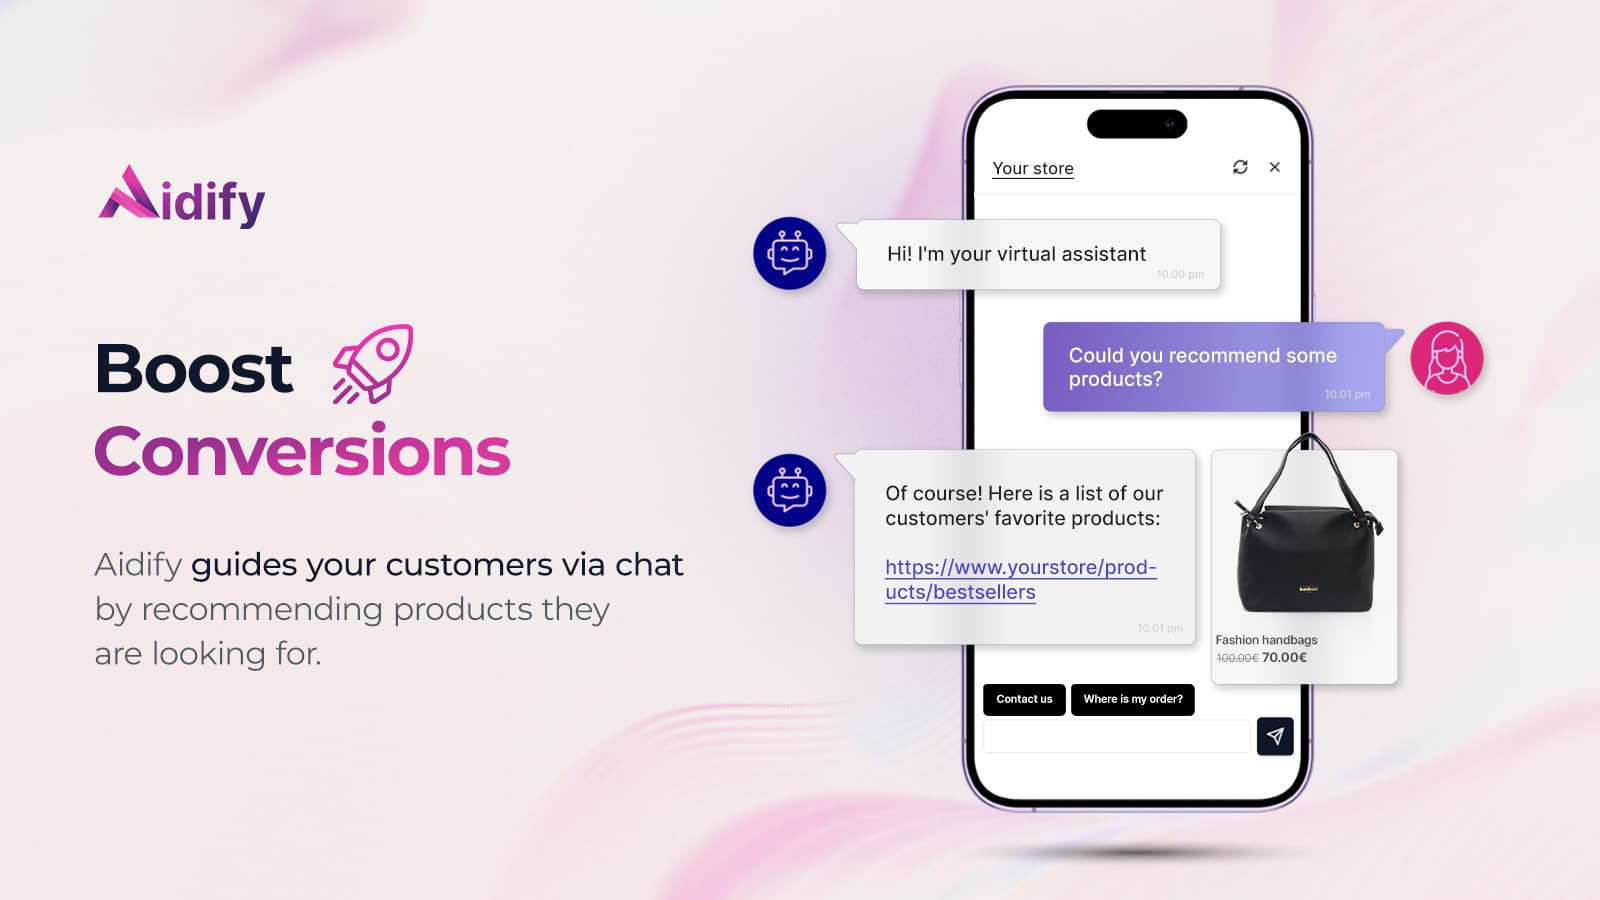 Aidify
Boost
Conversions
Aidify guides your customers via chat
by recommending products they
are looking for.
Your store
Hi! I'm your virtual assistant
10.00 pm
Could you recommend some
products?
10.01 pm
Of course! Here is a list of our
customers' favorite products:
https://www.yourstore/prod-
ucts/bestsellers
10.01 pm
Fashion handbags
100.00€ 70.00€
Contact us
Where is my order?